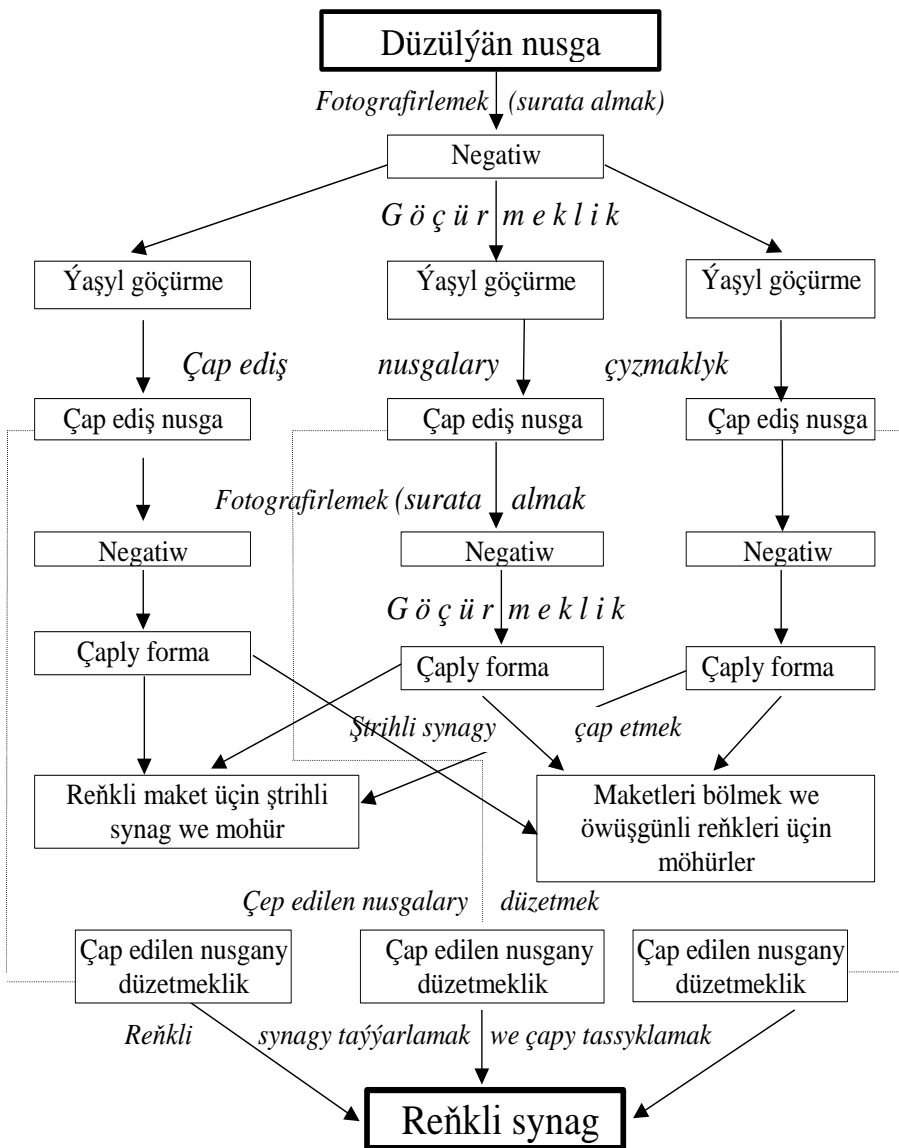 Düzülýän nusga
Fotografirlemek (surata almak)
Negatiw
G ö ç ü r m e k l i k
Ýaşyl göçürme Ýaşyl göçürme Ýaşyl göçürme
Çap ediş nusgalary çyzmaklyk
Çap ediş nusga Çap ediş nusga Çap ediş nusga
Fotografirlemek (surata almak
Negatiw Negatiw Negatiw
G ö ç ü r m e k l i k
Çaply forma Çaply forma Çaply forma
Ştrihli synagy çap etmek
Reňkli maket üçin ştrihli
synag we mohür
Maketleri bölmek we
öwüşgünli reňkleri üçin
möhürler
Çep edilen nusgalary düzetmek
Çap edilen nusgany
düzetmeklik
Çap edilen nusgany
düzetmeklik
Çap edilen nusgany
düzetmeklik
Reňkli synagy taýýarlamak we çapy tassyklamak
Reňkli synag